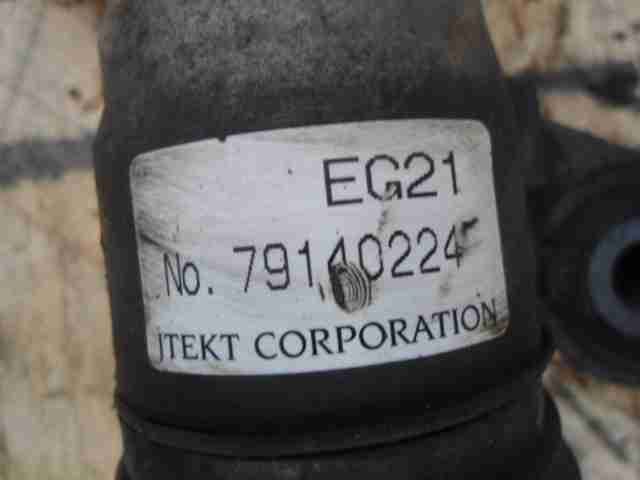 EG21
No. 79140224
JTEKT CORPORATION